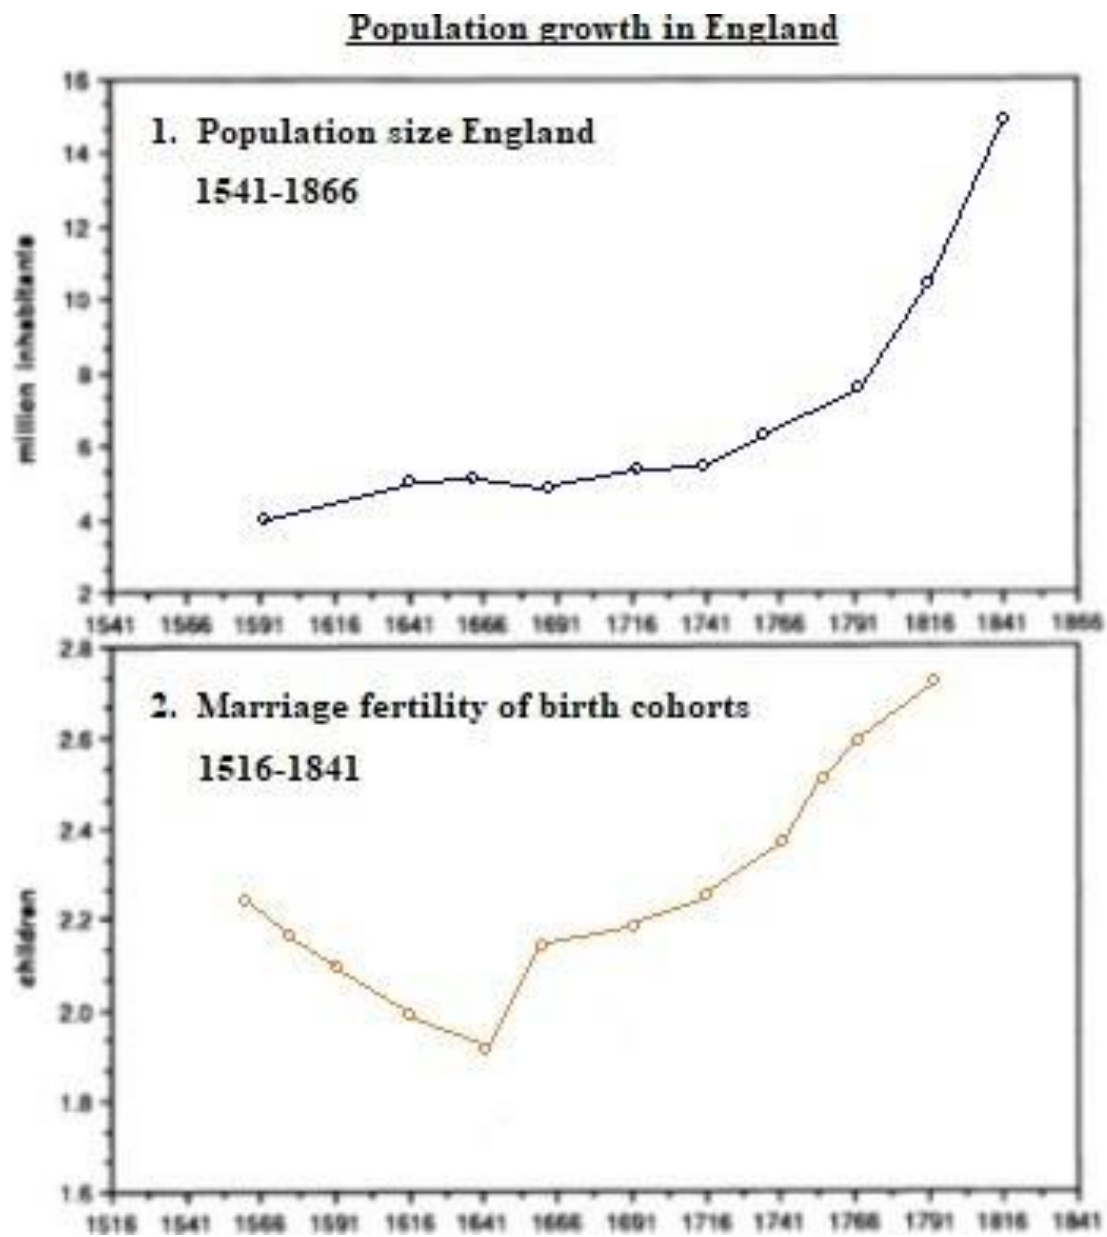 Population growth in England
16
1. Population size England
14
1541-1866
12
10
8
6
4
2
million inhabitants
1541 1566 1591 1616 1641 1666 1691 1716 1741 1766 1791 1816 1841 1866
2.8
2. Marriage fertility of birth cohorts
2.6
1516-1841
2.4
2.2
2.0
1.8
1.6
children
1516 1541 1566 1591 1616 1641 1666 1691 1716 1741 1766 1791 1816 1841